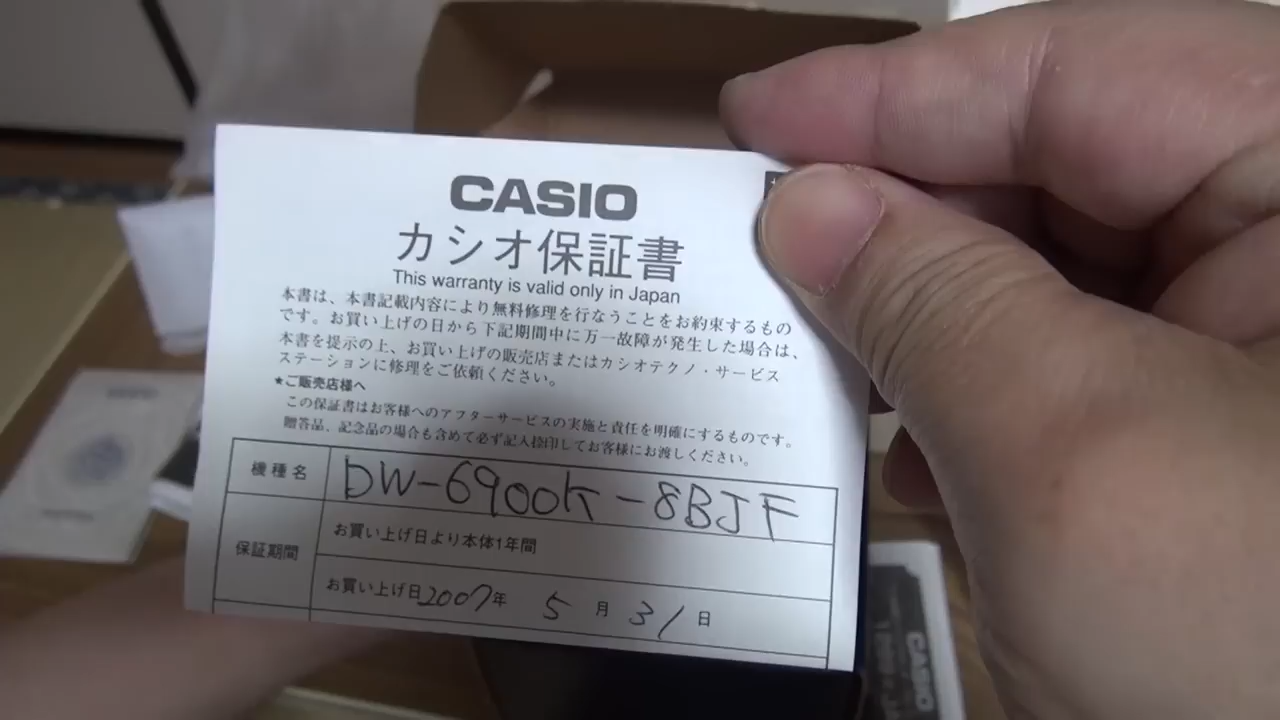 CASIO
カシオ保証書
This warranty is valid only in Japan
本書は、本書記載内容により無料修理を行なうことをお約束するもの
です。お買い上げの日から下記期間中に万一故障が発生した場合は、
本書を提示の上、お買い上げの販売店またはカシオテクノ・サービス
ステーションに修理をご依頼ください。
★ご販売店様へ
この保証書はお客様へのアフターサービスの実施と責任を明確にするものです。
贈答品、記念品の場合も含めて必ず記入捺印してお客様にお渡しください。
機種名 DW-6900K-8BJF
保証期間 お買い上げ日より本体1年間
お買い上げ日 2007年 5月 31日
CASIO